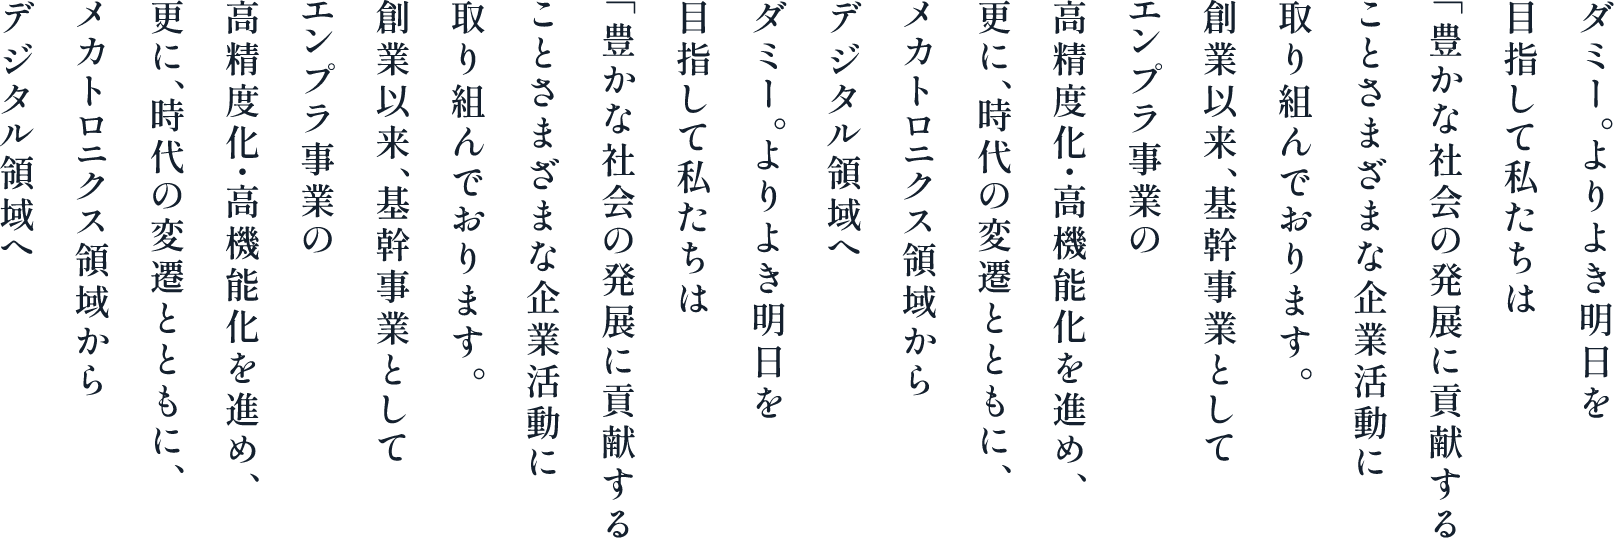 ダミー。よりよき明日を
目指して私たちは
「豊かな社会の発展に貢献する
ことさまざまな企業活動に
取り組んでおります。
創業以来、基幹事業として
エンプラ事業の
高精度化・高機能化を進め、
更に、時代の変遷とともに、
メカトロニクス領域から
デジタル領域へ
ダミー。よりよき明日を
目指して私たちは
「豊かな社会の発展に貢献する
ことさまざまな企業活動に
取り組んでおります。
創業以来、基幹事業として
エンプラ事業の
高精度化・高機能化を進め、
更に、時代の変遷とともに、
メカトロニクス領域から
デジタル領域へ